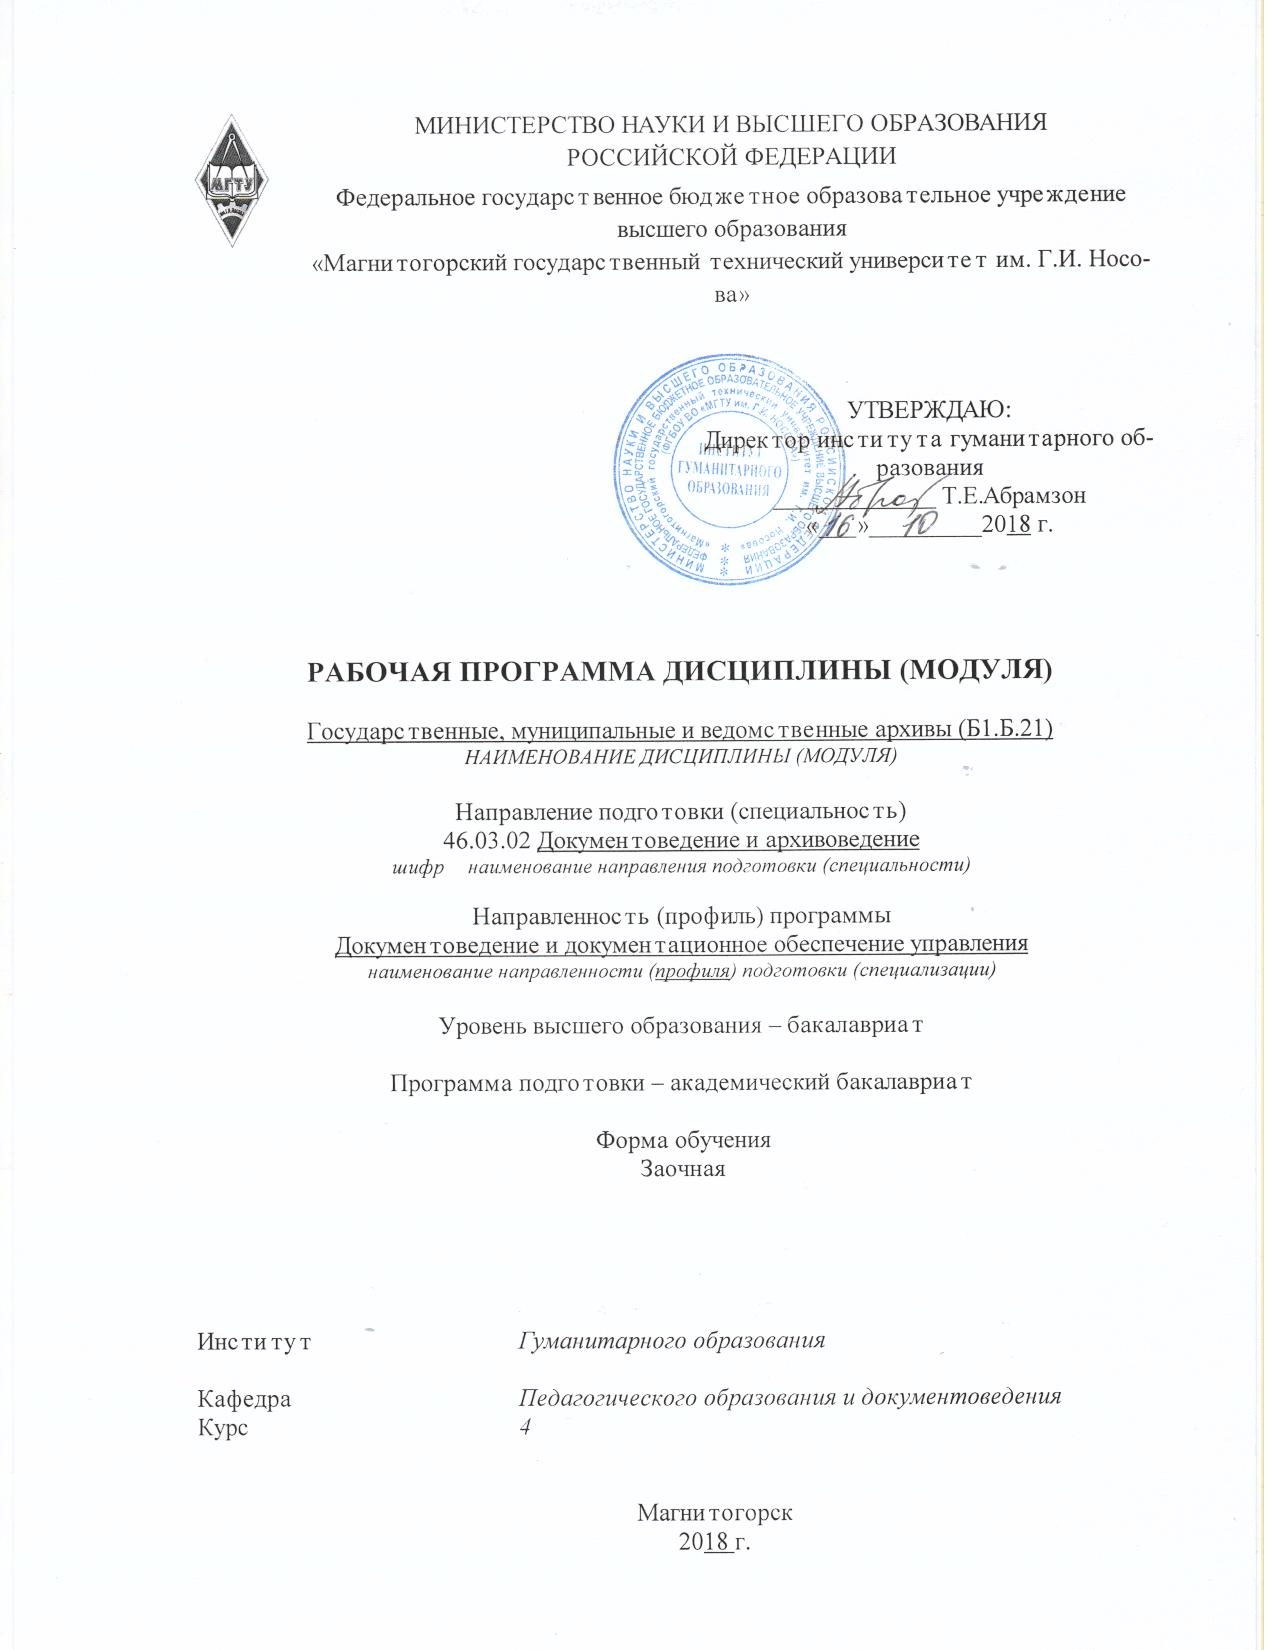 МИНИСТЕРСТВО НАУКИ И ВЫСШЕГО ОБРАЗОВАНИЯ
РОССИЙСКОЙ ФЕДЕРАЦИИ
Федеральное государственное бюджетное образовательное учреждение
высшего образования
«Магнитогорский государственный технический университет им. Г.И. Носо-
ва»
МГТУ
ИНСТИТУТ
ГУМАНИТАРНОГО
ОБРАЗОВАНИЯ
УТВЕРЖДАЮ:
Директор института гуманитарного об-
разования
Т.Е.Абрамзон
«16» 10 2018 г.
РАБОЧАЯ ПРОГРАММА ДИСЦИПЛИНЫ (МОДУЛЯ)
Государственные, муниципальные и ведомственные архивы (Б1.Б.21)
НАИМЕНОВАНИЕ ДИСЦИПЛИНЫ (МОДУЛЯ)
Направление подготовки (специальность)
46.03.02 Документоведение и архивоведение
шифр наименование направления подготовки (специальности)
Направленность (профиль) программы
Документоведение и документационное обеспечение управления
наименование направленности (профиля) подготовки (специализации)
Уровень высшего образования – бакалавриат
Программа подготовки – академический бакалавриат
Форма обучения
Заочная
Институт Гуманитарного образования
Кафедра Педагогического образования и документоведения
Курс 4
Магнитогорск
2018 г.